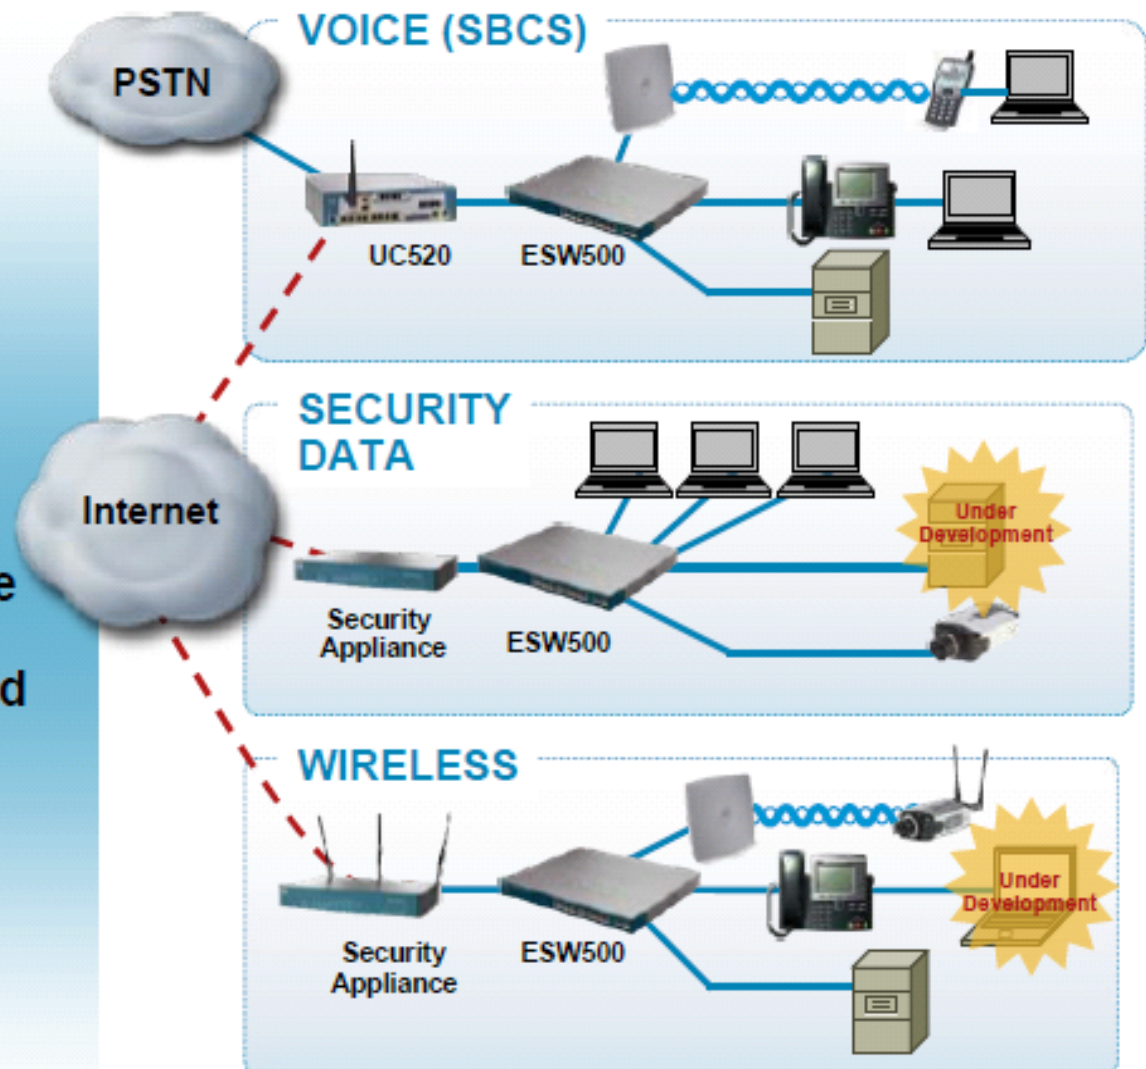 VOICE (SBCS)
PSTN
UC520
ESW500
SECURITY
DATA
Internet
Under
Development
e
Security
Appliance
ESW500
d
WIRELESS
Under
Development
Security
Appliance
ESW500